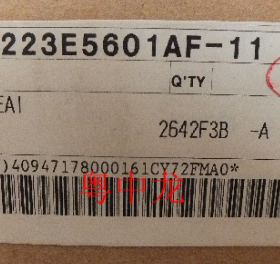 223E5601AF-11
Q'TY
EAI
2642F3B -A
)40947178000161CY72FMA0*
粤中龙